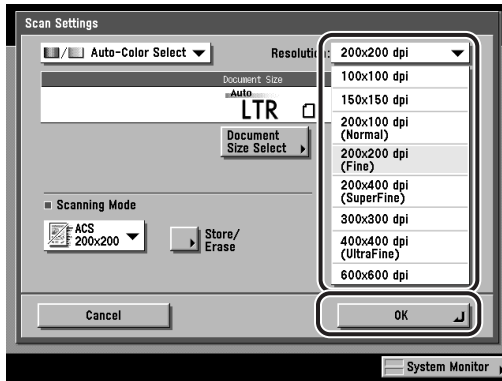 Scan Settings
Auto-Color Select
Resolution: 200x200 dpi
Document Size
Auto
LTR
Document
Size Select
Scanning Mode
ACS
200x200
Store/
Erase
100x100 dpi
150x150 dpi
200x100 dpi
(Normal)
200x200 dpi
(Fine)
200x400 dpi
(SuperFine)
300x300 dpi
400x400 dpi
(UltraFine)
600x600 dpi
Cancel
OK
System Monitor